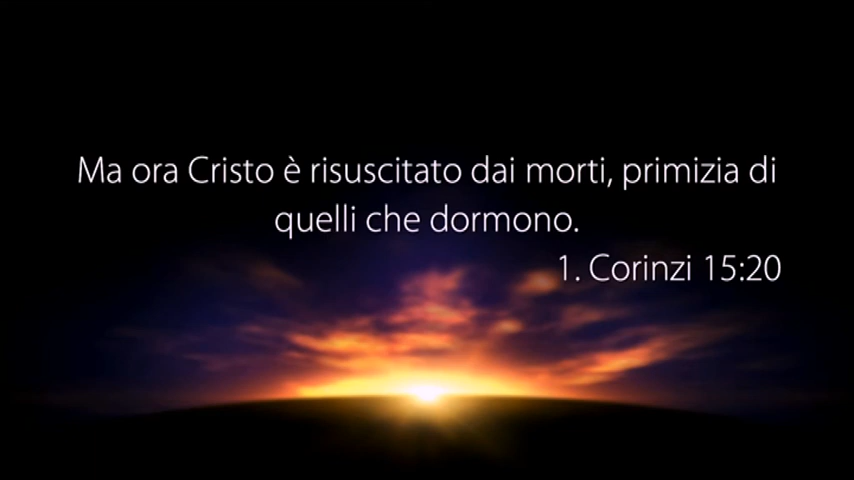 Ma ora Cristo è risuscitato dai morti, primizia di
quelli che dormono.
1. Corinzi 15:20